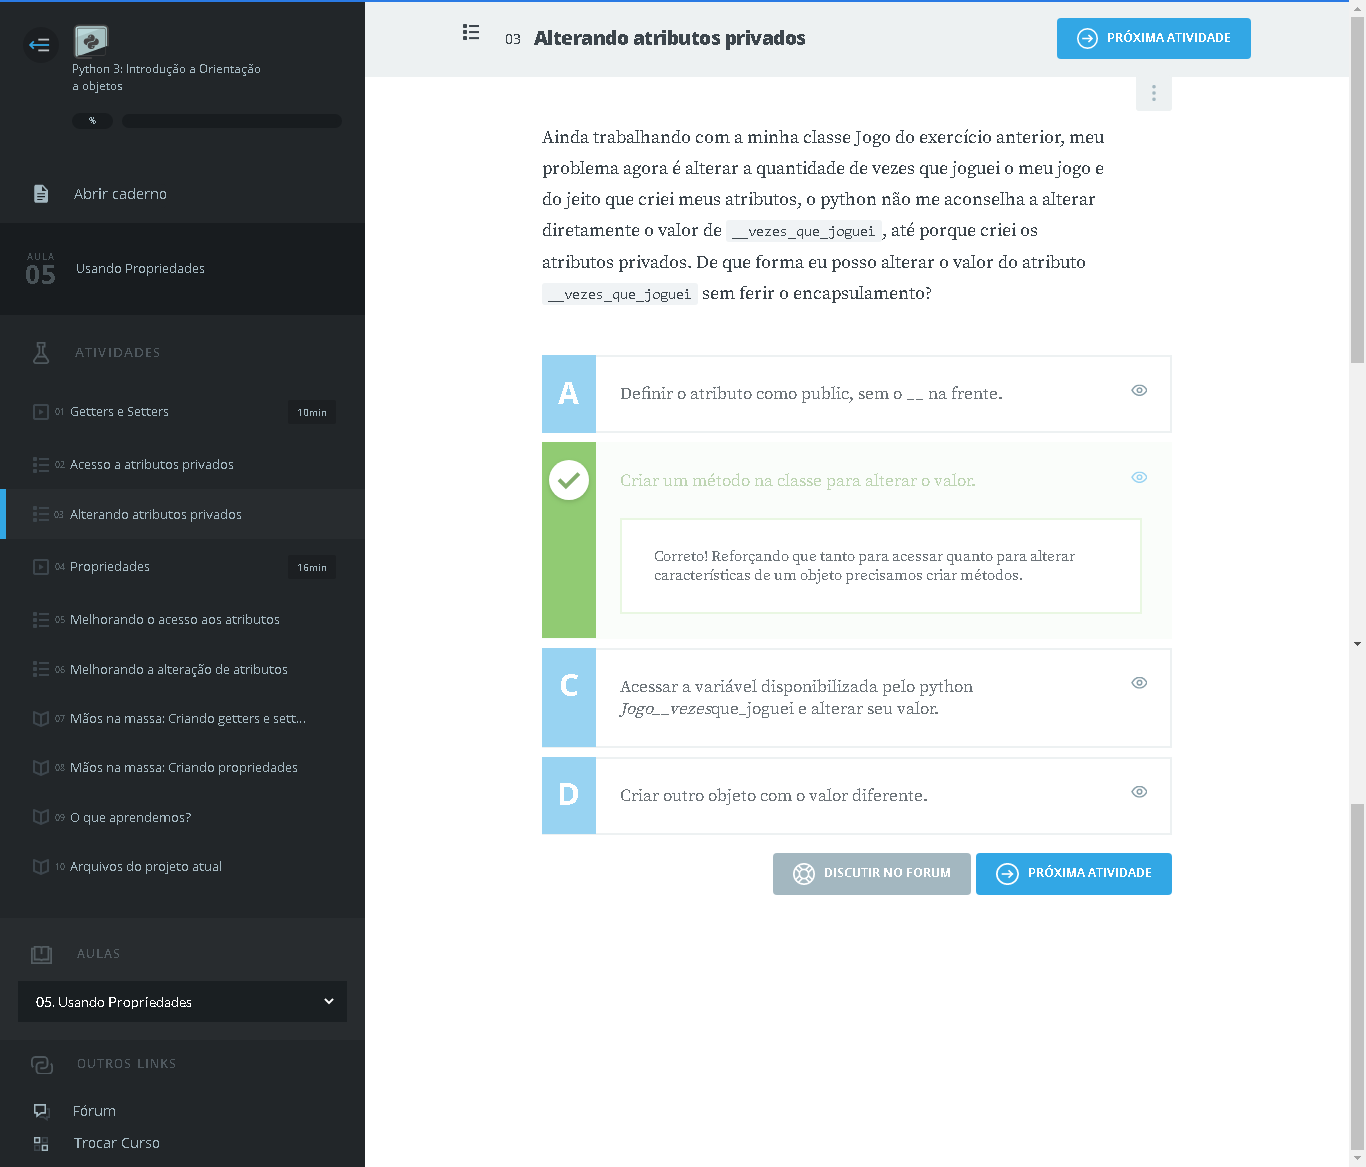 Python 3: Introdução a Orientação
a objetos
%
Abrir caderno
AULA
05
Usando Propriedades
ATIVIDADES
01 Getters e Setters 10min
02 Acesso a atributos privados
03 Alterando atributos privados
04 Propriedades 16min
05 Melhorando o acesso aos atributos
06 Melhorando a alteração de atributos
07 Mãos na massa: Criando getters e sett...
08 Mãos na massa: Criando propriedades
09 O que aprendemos?
10 Arquivos do projeto atual
AULAS
05. Usando Propriedades
OUTROS LINKS
Fórum
Trocar Curso
03 Alterando atributos privados
PRÓXIMA ATIVIDADE
Ainda trabalhando com a minha classe Jogo do exercício anterior, meu
problema agora é alterar a quantidade de vezes que joguei o meu jogo e
do jeito que criei meus atributos, o python não me aconselha a alterar
diretamente o valor de __vezes_que_joguei, até porque criei os
atributos privados. De que forma eu posso alterar o valor do atributo
__vezes_que_joguei sem ferir o encapsulamento?
A Definir o atributo como public, sem o __ na frente.
Criar um método na classe para alterar o valor.
Correto! Reforçando que tanto para acessar quanto para alterar
características de um objeto precisamos criar métodos.
C Acessar a variável disponibilizada pelo python
Jogo__vezesque_joguei e alterar seu valor.
D Criar outro objeto com o valor diferente.
DISCUTIR NO FORUM
PRÓXIMA ATIVIDADE